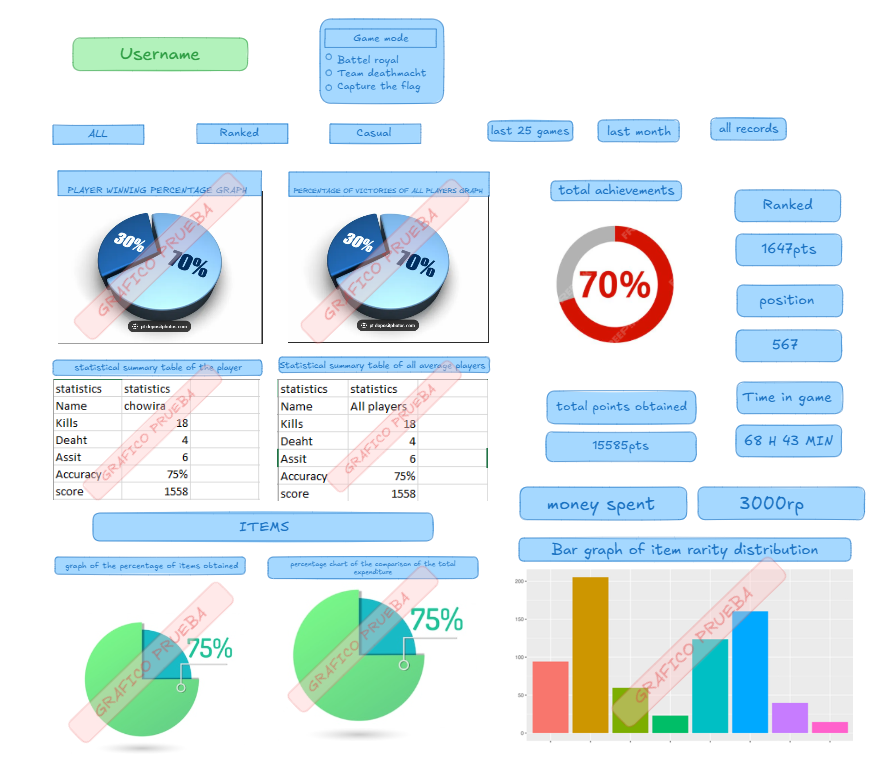 Username
Game mode
Battel royal
Team deathmacht
Capture the flag
ALL
Ranked
Casual
last 25 games
last month
all records
PLAYER WINNING PERCENTAGE GRAPH
30%
70%
pt.depositphotos.com
GRAFICO PRUEBA
PERCENTAGE OF VICTORIES OF ALL PLAYERS GRAPH
30%
70%
pt.depositphotos.com
GRAFICO PRUEBA
total achievements
70%
Ranked
1647pts
position
567
Time in game
68 H 43 MIN
total points obtained
15585pts
money spent
3000rp
statistical summary table of the player
statistics statistics
Name chowira
Kills 18
Deaht 4
Assit 6
Accuracy 75%
score 1558
GRAFICO PRUEBA
Statistical summary table of all average players
statistics statistics
Name All players
Kills 18
Deaht 4
Assit 6
Accuracy 75%
score 1558
GRAFICO PRUEBA
ITEMS
graph of the percentage of items obtained
75%
GRAFICO PRUEBA
percentage chart of the comparison of the total
expenditure
75%
GRAFICO PRUEBA
Bar graph of item rarity distribution
200
150
100
50
0
GRAFICO PRUEBA